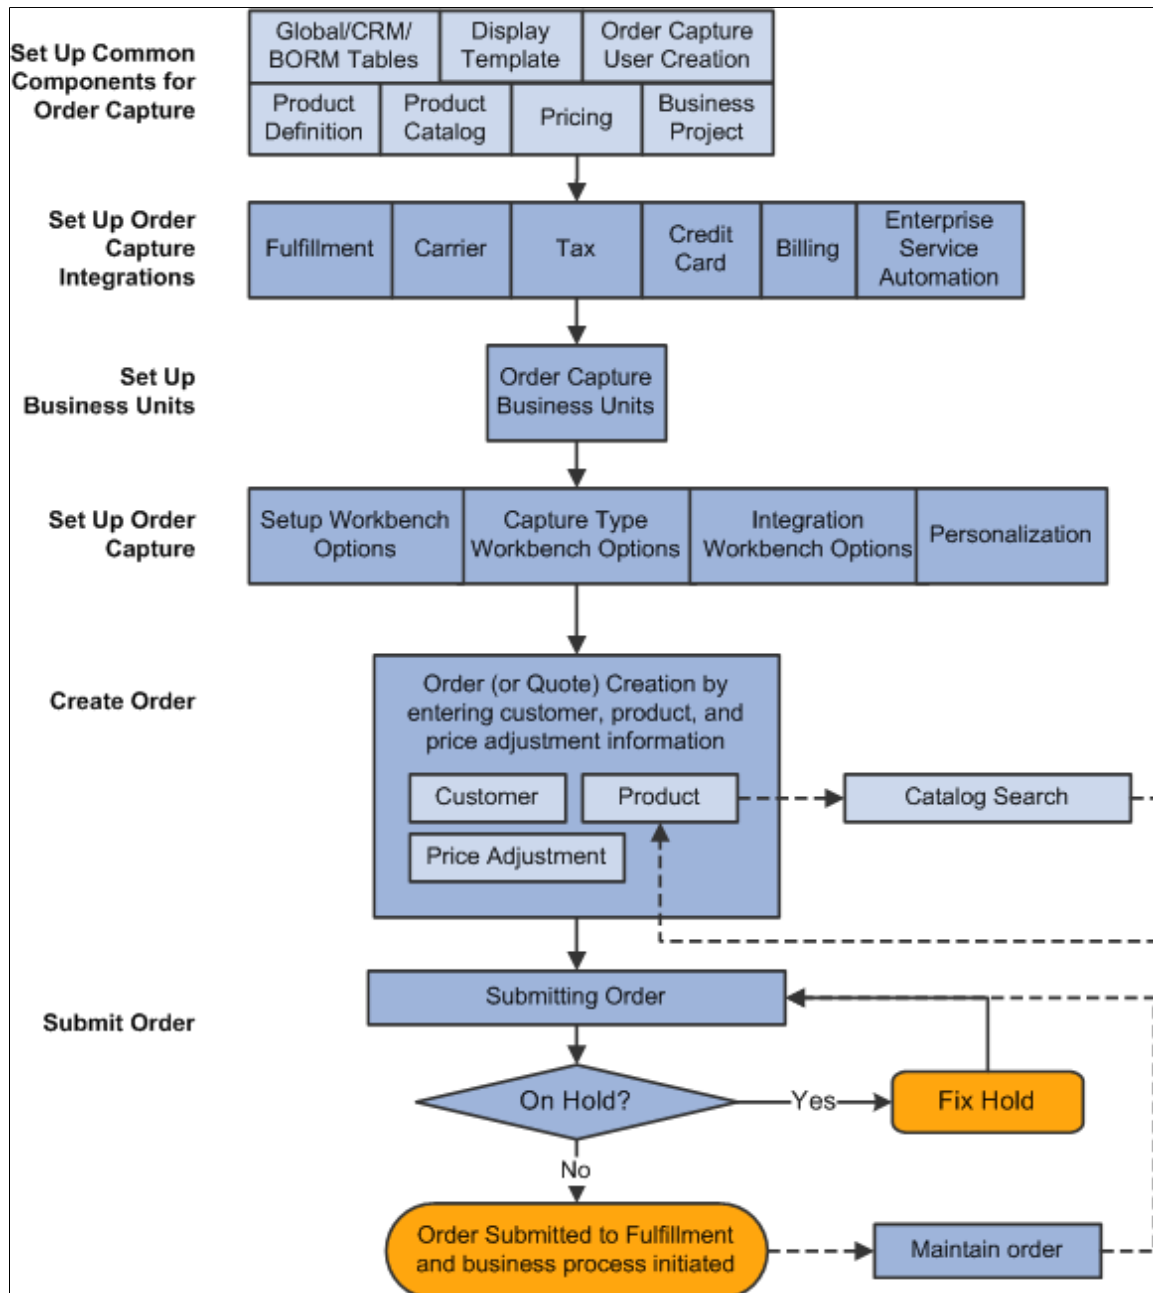 Set Up Common
Components for
Order Capture
Global/CRM/
BORM Tables
Display
Template
Order Capture
User Creation
Product
Definition
Product
Catalog
Pricing
Business
Project
Set Up Order
Capture
Integrations
Fulfillment
Carrier
Tax
Credit
Card
Billing
Enterprise
Service
Automation
Set Up
Business Units
Order Capture
Business Units
Set Up Order
Capture
Setup Workbench
Options
Capture Type
Workbench Options
Integration
Workbench Options
Personalization
Create Order
Order (or Quote) Creation by
entering customer, product, and
price adjustment information
Customer
Product
Catalog Search
Price Adjustment
Submit Order
Submitting Order
On Hold?
Yes
Fix Hold
No
Order Submitted to Fulfillment
and business process initiated
Maintain order